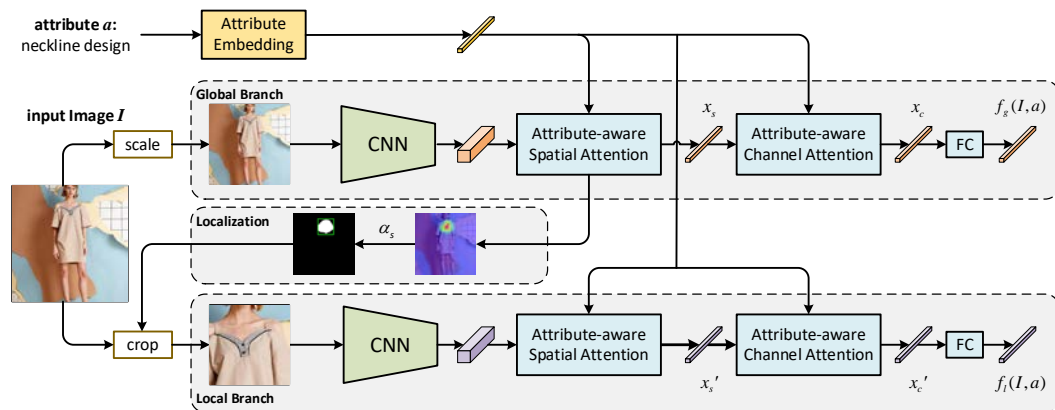 attribute a:
neckline design
Attribute
Embedding
Global Branch
input Image I
scale
CNN
Attribute-aware
Spatial Attention
x_s
Attribute-aware
Channel Attention
x_c
FC
f_g(I,a)
Localization
α_s
crop
CNN
Attribute-aware
Spatial Attention
x_s'
Attribute-aware
Channel Attention
x_c'
FC
f_l(I,a)
Local Branch